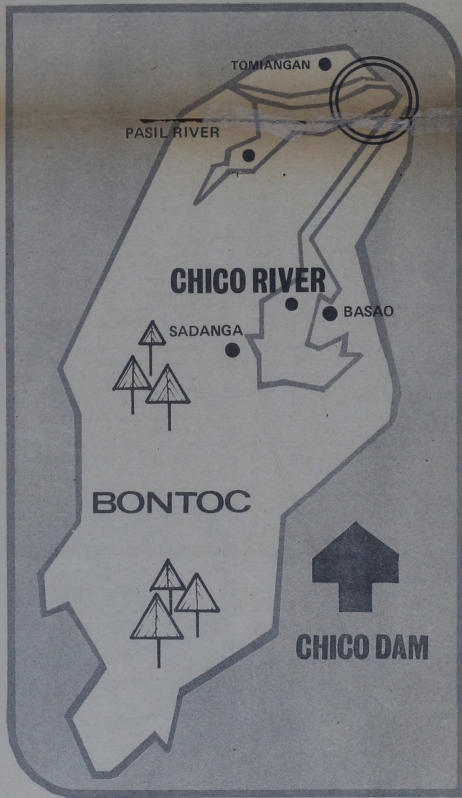 TOMIANGAN
PASIL RIVER
CHICO RIVER
BASAO
SADANGA
BONTOC
CHICO DAM